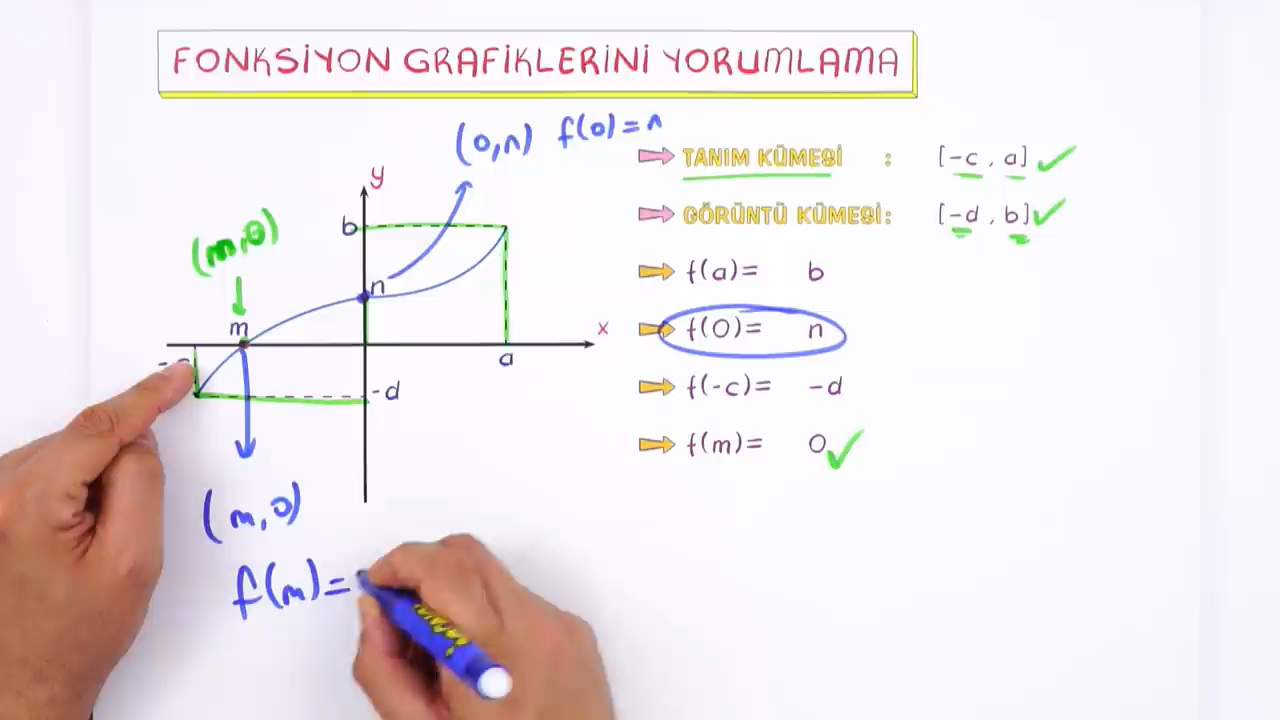 FONKSİYON GRAFİKLERİNİ YORUMLAMA
(0,n) f(0)=n
TANIM KÜMESİ : [-c , a]
GÖRÜNTÜ KÜMESİ: [-d , b]
f(a)= b
f(0)= n
f(-c)= -d
f(m)= 0
y
b
(m,0)
n
m
x
a
-d
(m,0)
f(m)=